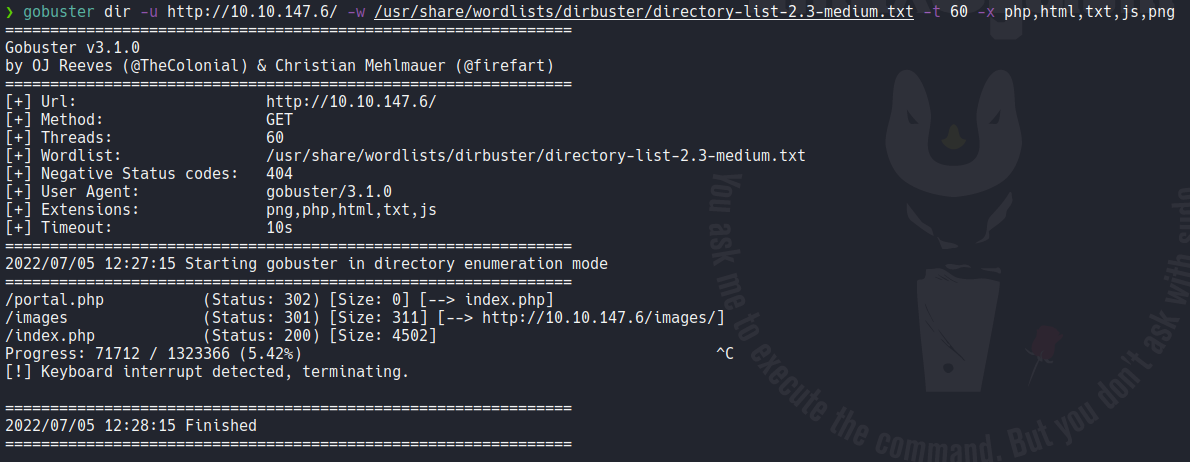 ❯ gobuster dir -u http://10.10.147.6/ -w /usr/share/wordlists/dirbuster/directory-list-2.3-medium.txt -t 60 -x php,html,txt,js,png
===============================================================
Gobuster v3.1.0
by OJ Reeves (@TheColonial) & Christian Mehlmauer (@firefart)
===============================================================
[+] Url:                     http://10.10.147.6/
[+] Method:                  GET
[+] Threads:                 60
[+] Wordlist:                /usr/share/wordlists/dirbuster/directory-list-2.3-medium.txt
[+] Negative Status codes:   404
[+] User Agent:              gobuster/3.1.0
[+] Extensions:              png,php,html,txt,js
[+] Timeout:                 10s
===============================================================
2022/07/05 12:27:15 Starting gobuster in directory enumeration mode
===============================================================
/portal.php           (Status: 302) [Size: 0] [--> index.php]
/images               (Status: 301) [Size: 311] [--> http://10.10.147.6/images/]
/index.php            (Status: 200) [Size: 4502]
Progress: 71712 / 1323366 (5.42%)                                              ^C
[!] Keyboard interrupt detected, terminating.
===============================================================
2022/07/05 12:28:15 Finished
===============================================================
You ask me to execute the command. But you don't ask with